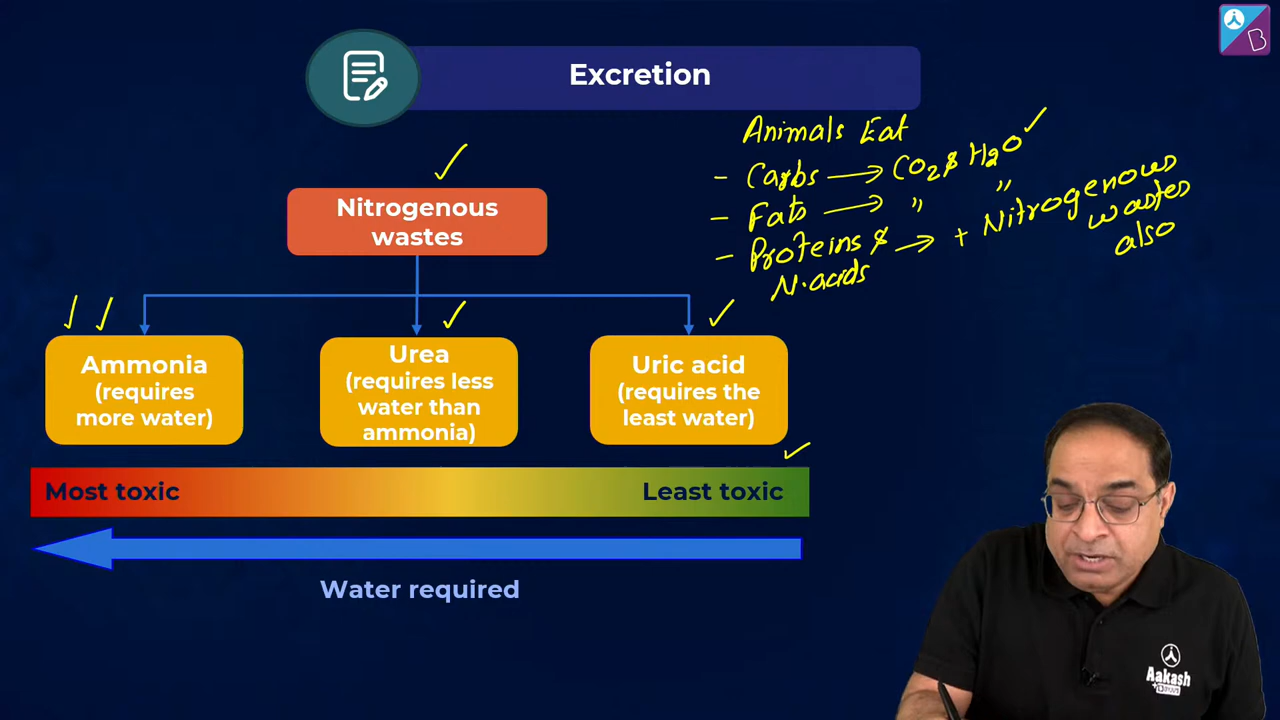 Excretion
Animals Eat
- Carbs → CO2 & H2O ✓
- Fats → " "
- Proteins & → + Nitrogenous
N.acids
wastes
also
Nitrogenous
wastes
Ammonia
(requires
more water)
Urea
(requires less
water than
ammonia)
Uric acid
(requires the
least water)
Most toxic
Least toxic
Water required
Aakash